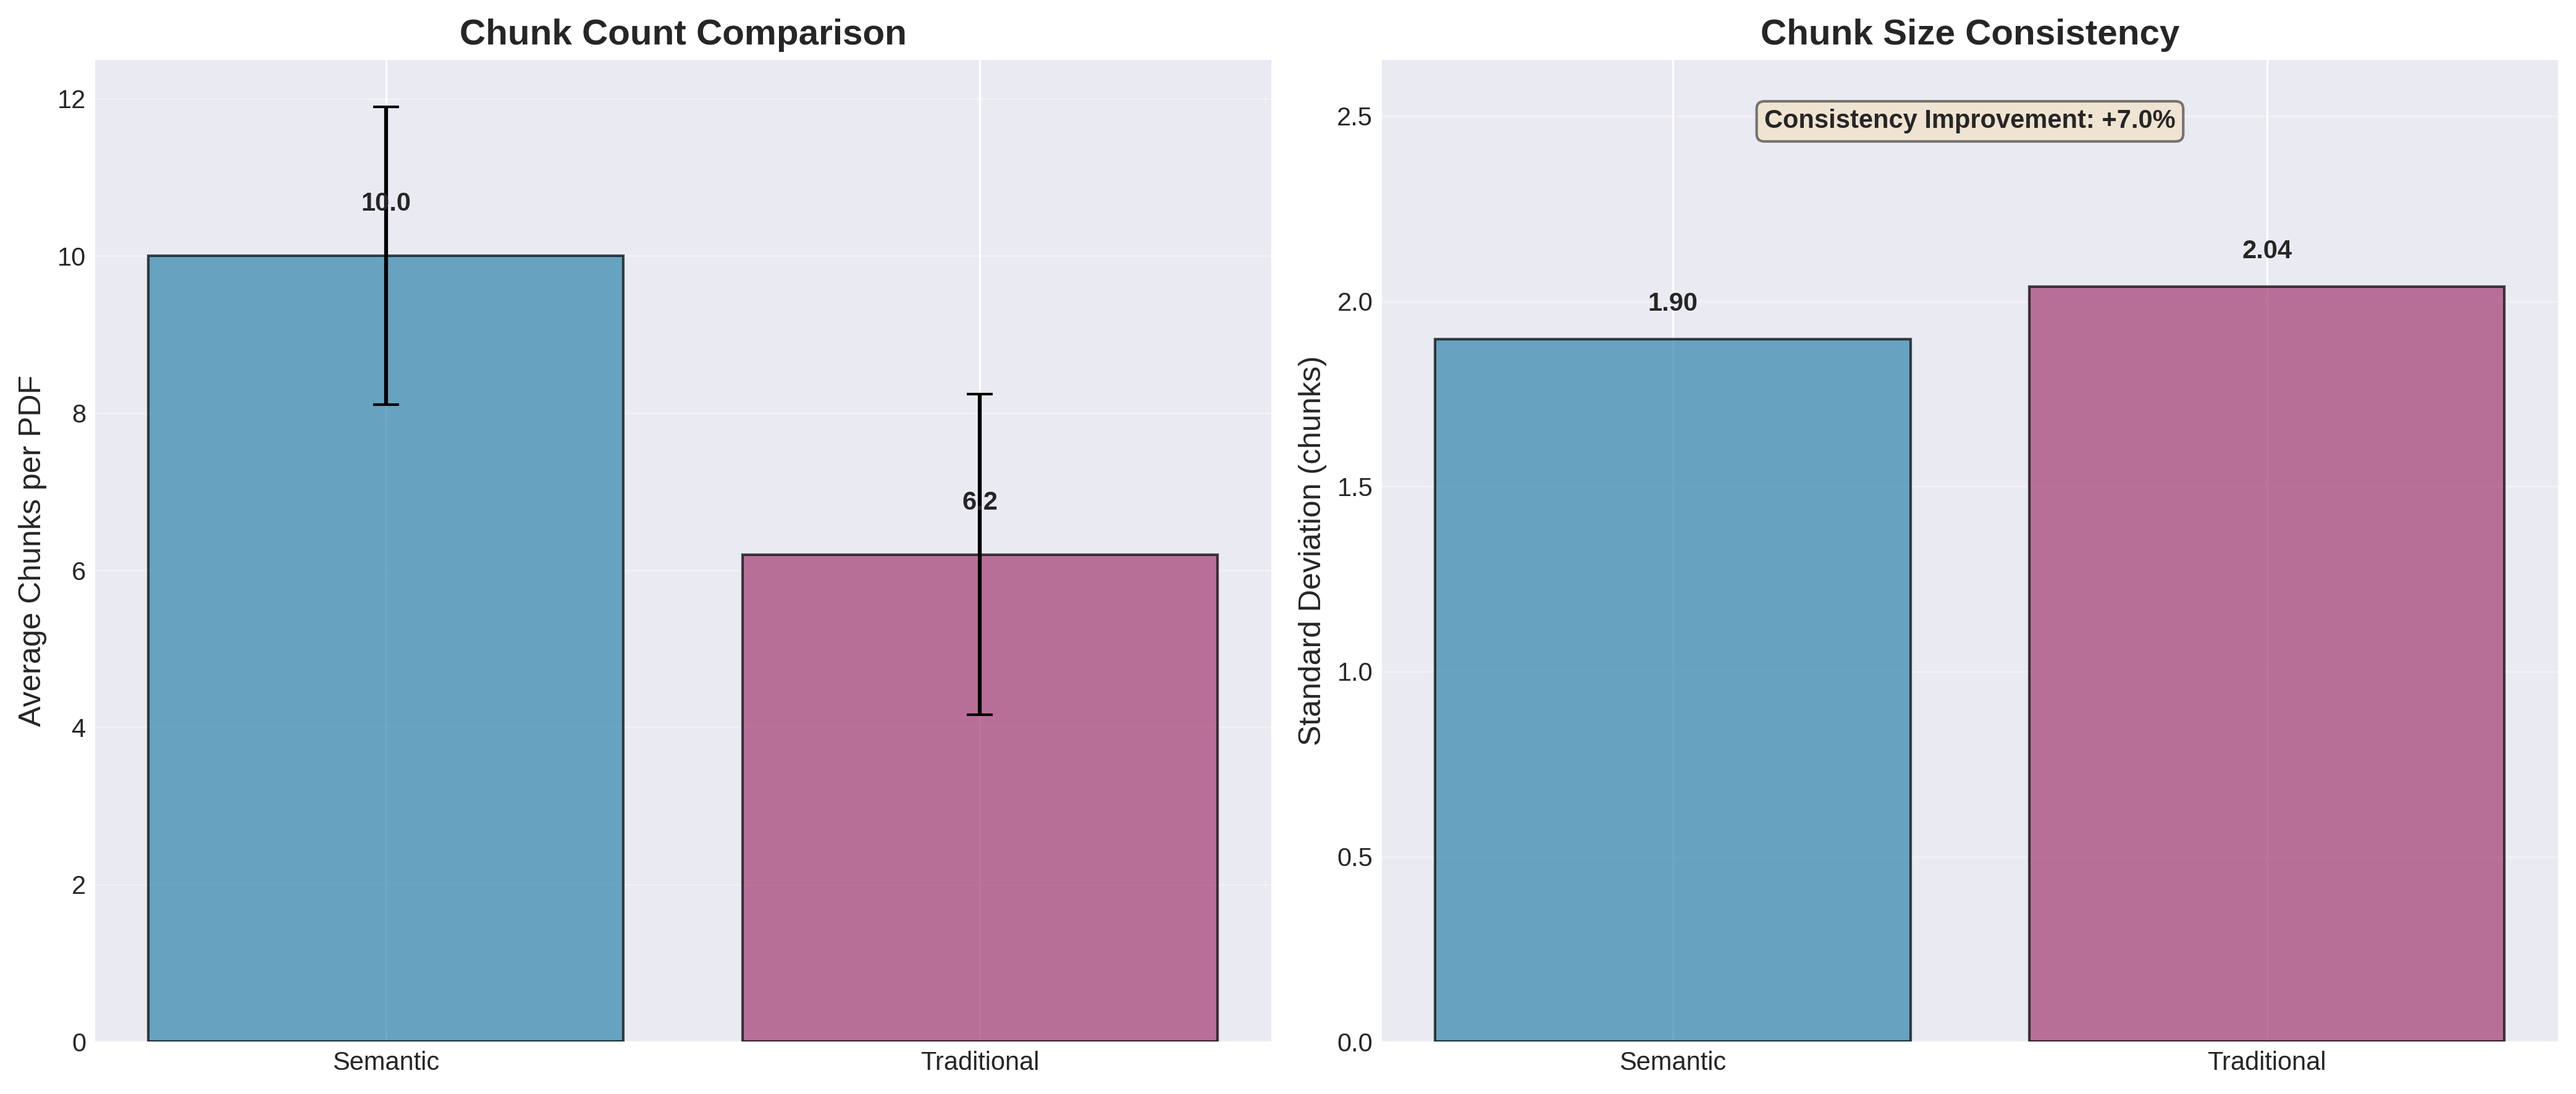 Chunk Count Comparison
Average Chunks per PDF
12
10
8
6
4
2
0
10.0
6.2
Semantic
Traditional
Chunk Size Consistency
Standard Deviation (chunks)
2.5
2.0
1.5
1.0
0.5
0.0
Consistency Improvement: +7.0%
1.90
2.04
Semantic
Traditional